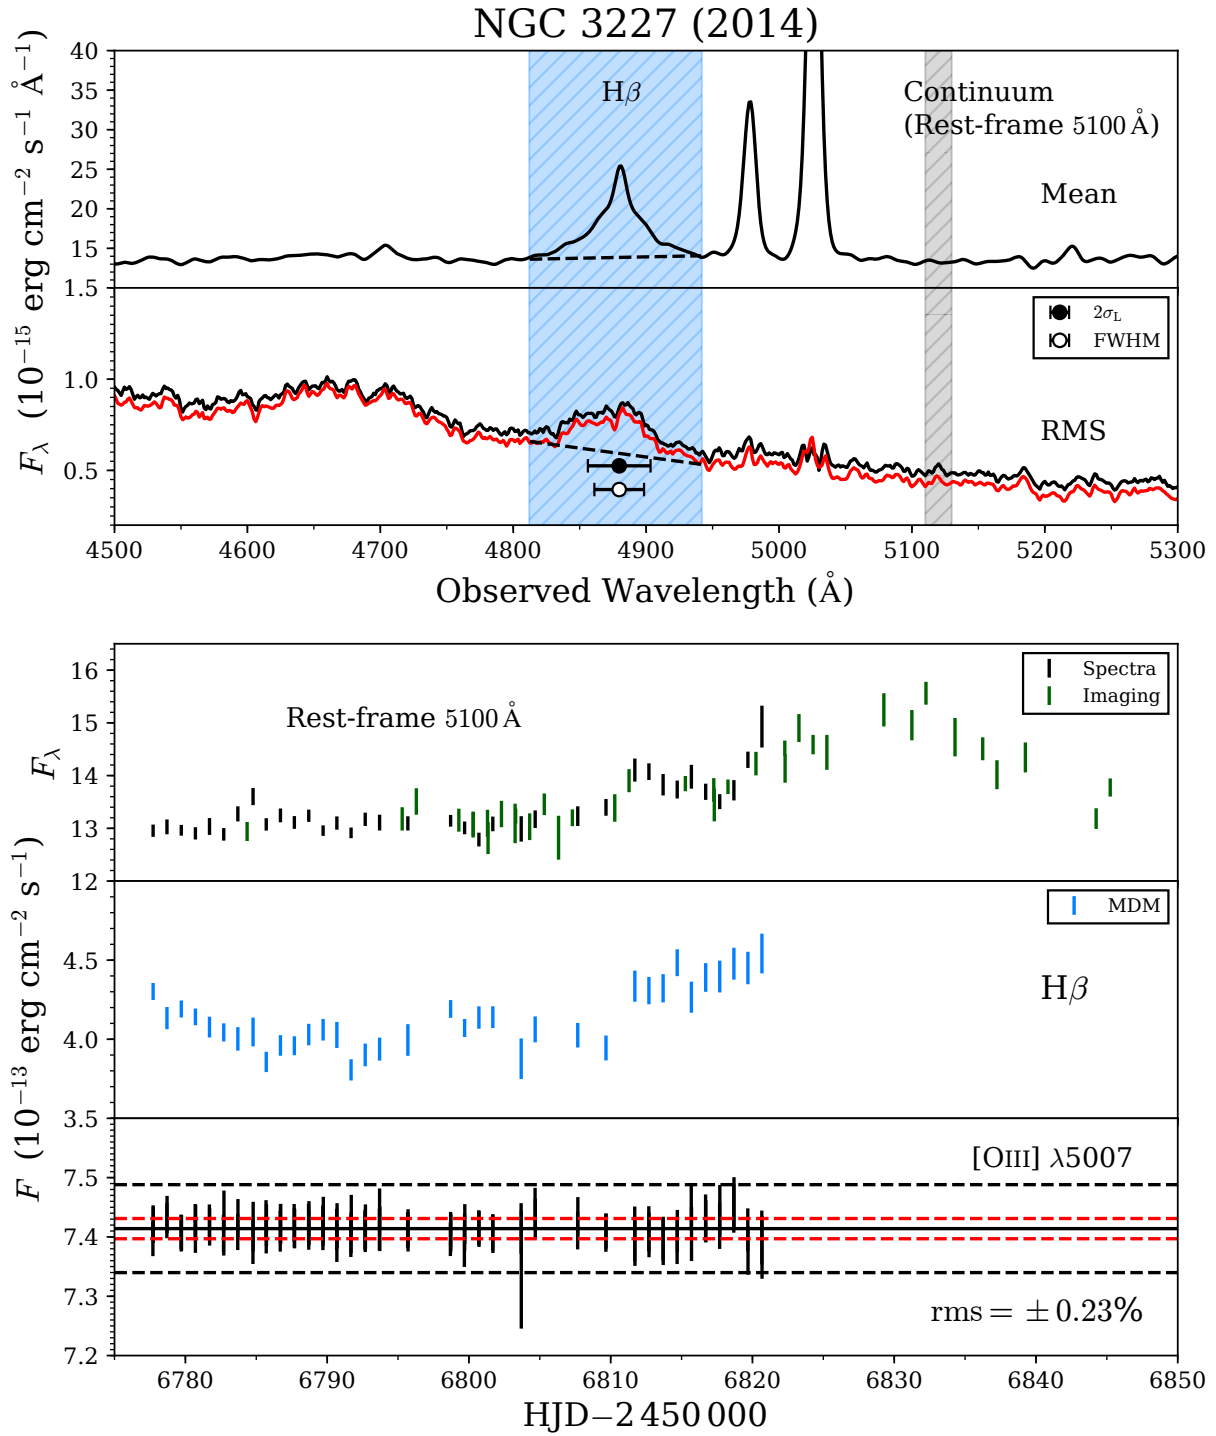 NGC 3227 (2014)
40
35
30
25
20
15
Hβ
Continuum
(Rest-frame 5100 Å)
Mean
1.5
1.0
0.5
2σL
FWHM
RMS
Fλ (10−15 erg cm−2 s−1 Å−1)
4500
4600
4700
4800
4900
5000
5100
5200
5300
Observed Wavelength (Å)
16
15
14
13
12
Fλ
Rest-frame 5100 Å
Spectra
Imaging
4.5
4.0
3.5
MDM
Hβ
F (10−13 erg cm−2 s−1)
7.5
7.4
7.3
7.2
[OIII] λ5007
rms = ±0.23%
6780
6790
6800
6810
6820
6830
6840
6850
HJD−2 450 000